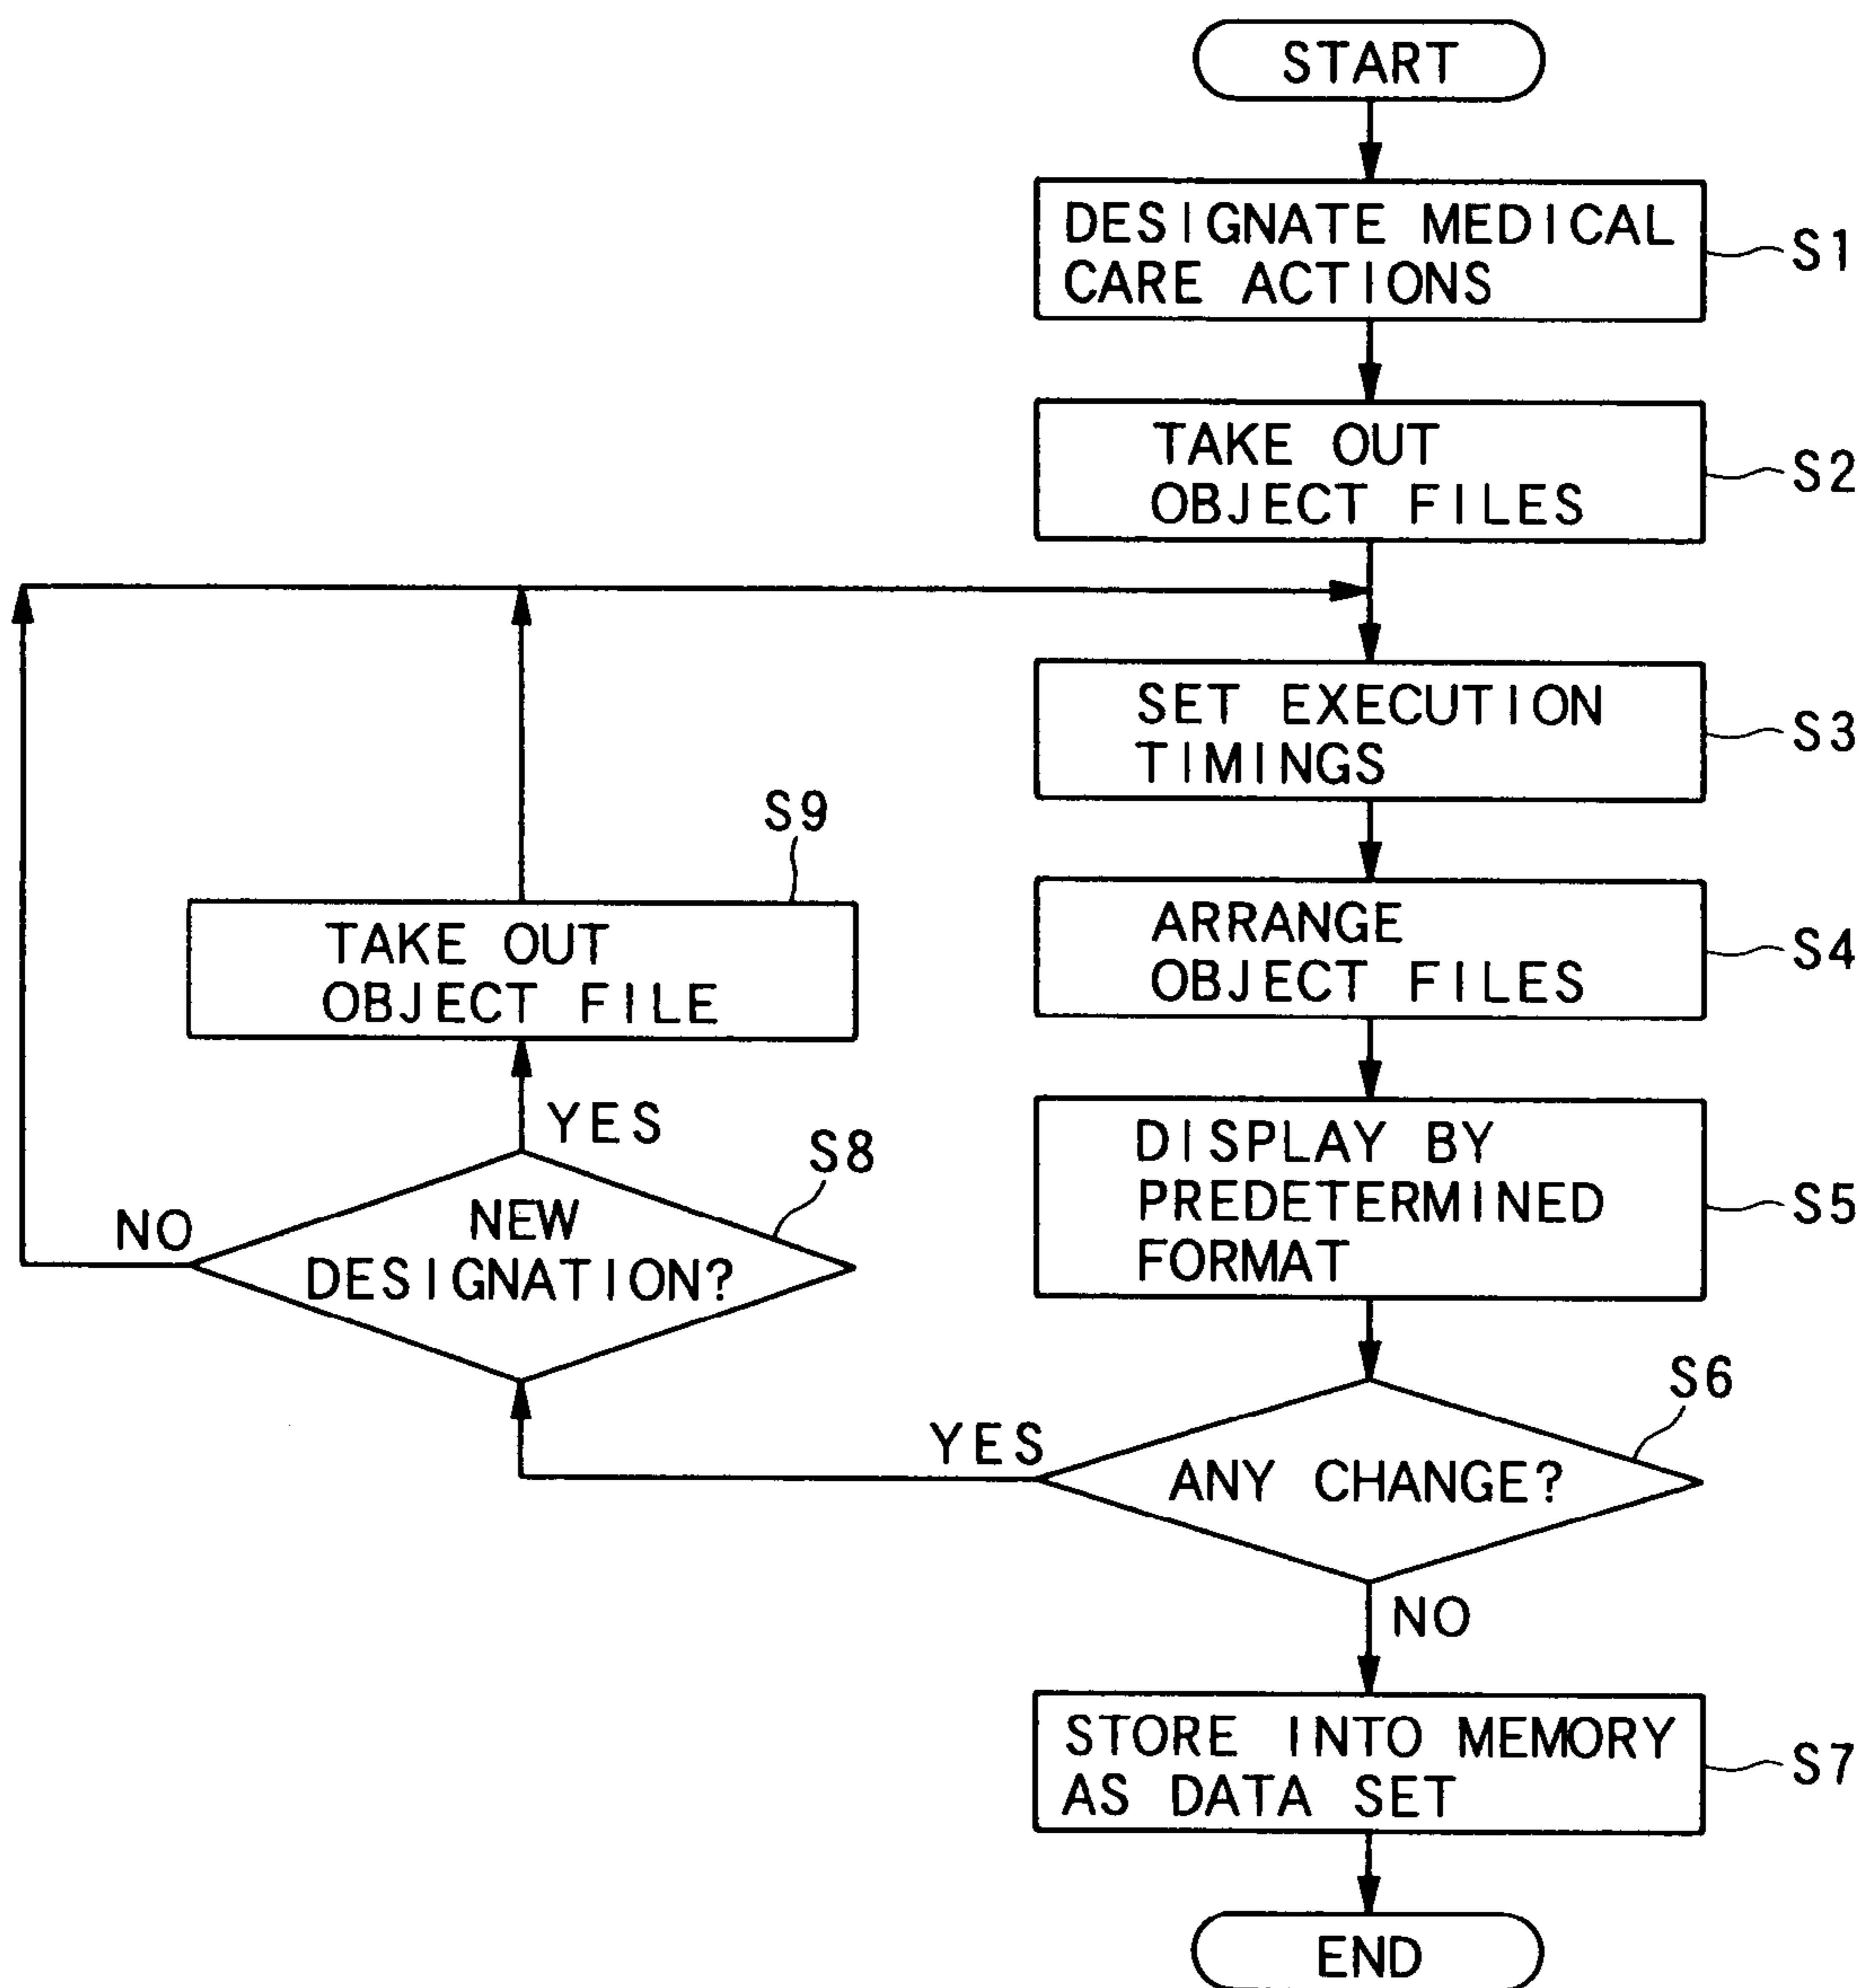 START
DESIGNATE MEDICAL
CARE ACTIONS
S1
TAKE OUT
OBJECT FILES
S2
SET EXECUTION
TIMINGS
S3
S9
TAKE OUT
OBJECT FILE
ARRANGE
OBJECT FILES
S4
YES
S8
NEW
DESIGNATION?
NO
DISPLAY BY
PREDETERMINED
FORMAT
S5
S6
YES
ANY CHANGE?
NO
STORE INTO MEMORY
AS DATA SET
S7
END